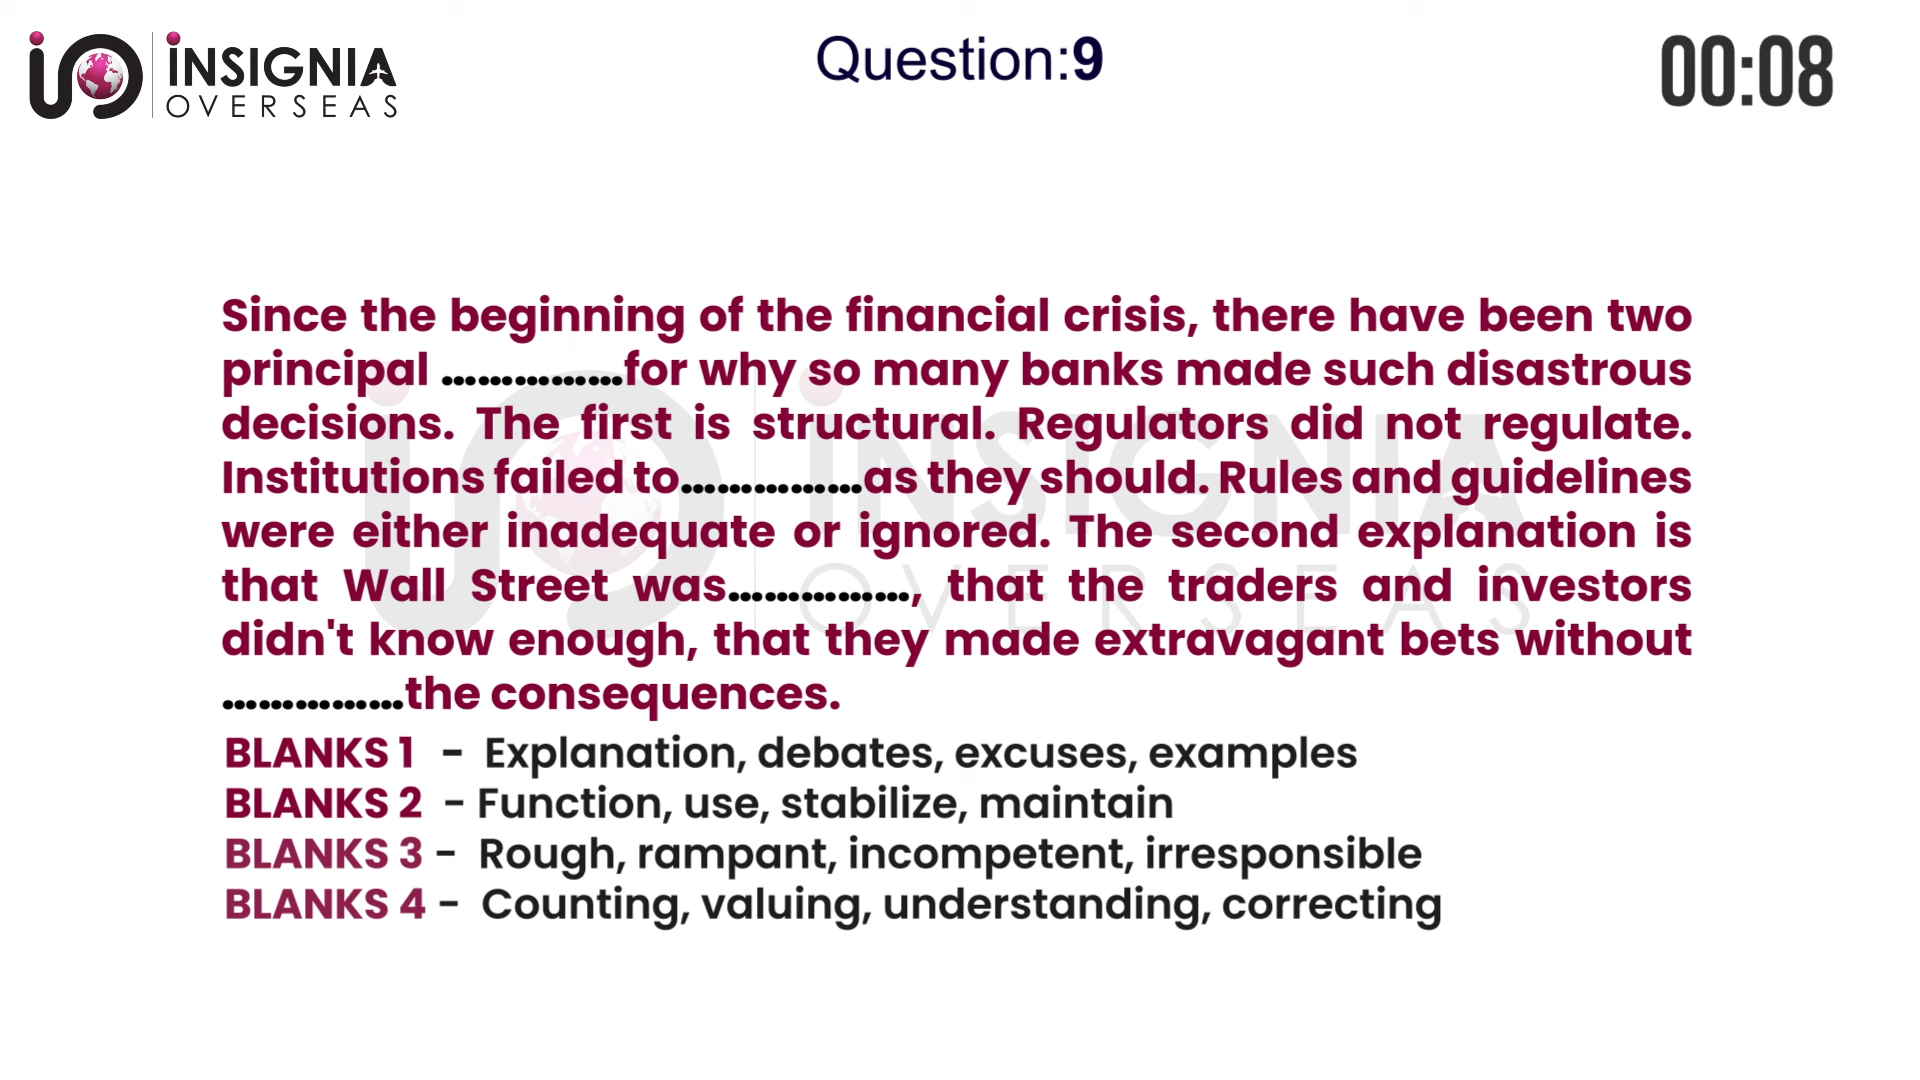 iNSIGNIA
OVERSEAS
Question:9
00:08
Since the beginning of the financial crisis, there have been two
principal ...............for why so many banks made such disastrous
decisions. The first is structural. Regulators did not regulate.
Institutions failed to...............as they should. Rules and guidelines
were either inadequate or ignored. The second explanation is
that Wall Street was..............., that the traders and investors
didn't know enough, that they made extravagant bets without
...............the consequences.
BLANKS 1 - Explanation, debates, excuses, examples
BLANKS 2 - Function, use, stabilize, maintain
BLANKS 3 - Rough, rampant, incompetent, irresponsible
BLANKS 4 - Counting, valuing, understanding, correcting
iNSIGNIA
OVERSEAS